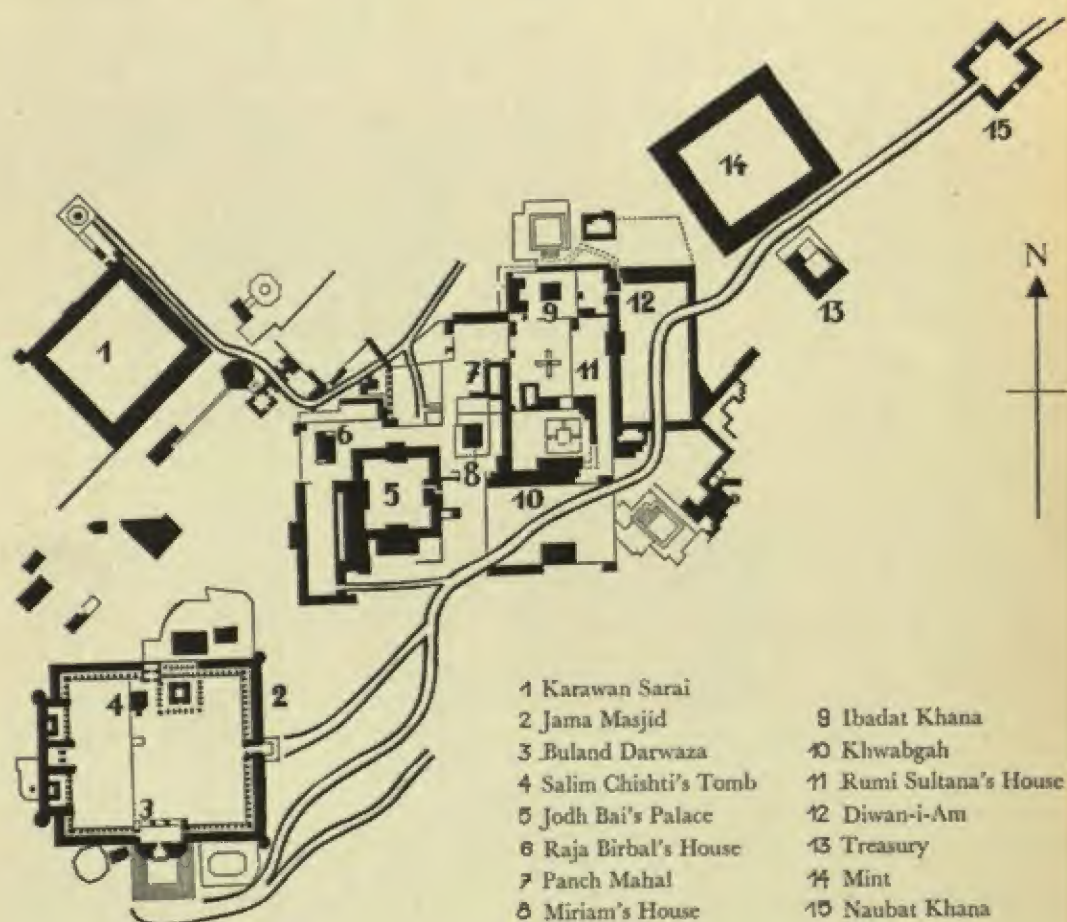 15
14
N
13
12
9
1
11
7
6
8
5
10
2
4
3
1 Karawan Sarai
2 Jama Masjid
3 Buland Darwaza
4 Salim Chishti's Tomb
5 Jodh Bai's Palace
6 Raja Birbal's House
7 Panch Mahal
8 Miriam's House
9 Ibadat Khana
10 Khwabgah
11 Rumi Sultana's House
12 Diwan-i-Am
13 Treasury
14 Mint
15 Naubat Khana